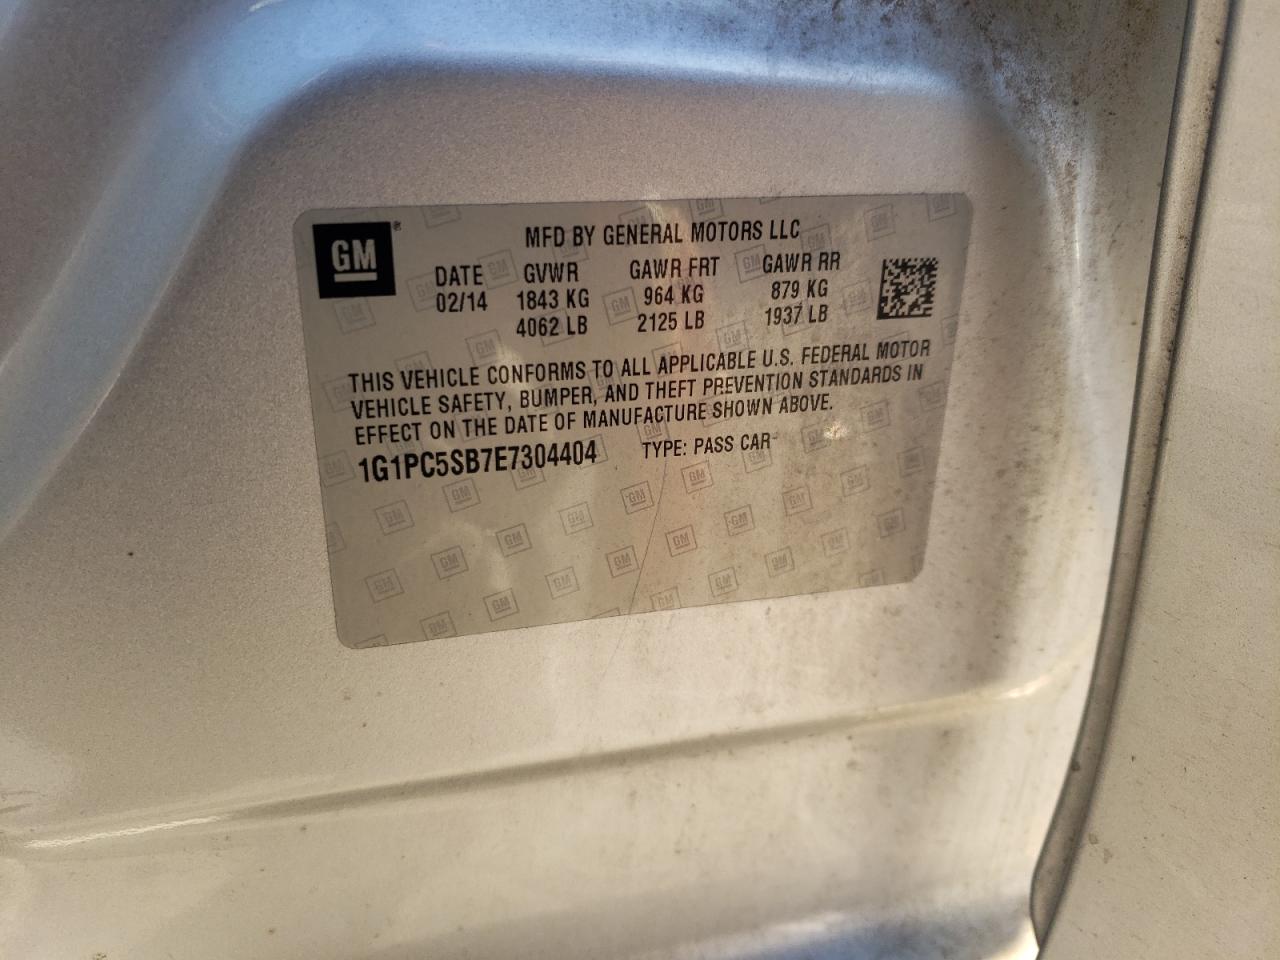 GM ®
MFD BY GENERAL MOTORS LLC
DATE GVWR GAWR FRT GAWR RR
02/14 1843 KG 964 KG 879 KG
4062 LB 2125 LB 1937 LB
THIS VEHICLE CONFORMS TO ALL APPLICABLE U.S. FEDERAL MOTOR
VEHICLE SAFETY, BUMPER, AND THEFT PREVENTION STANDARDS IN
EFFECT ON THE DATE OF MANUFACTURE SHOWN ABOVE.
1G1PC5SB7E7304404 TYPE: PASS CAR